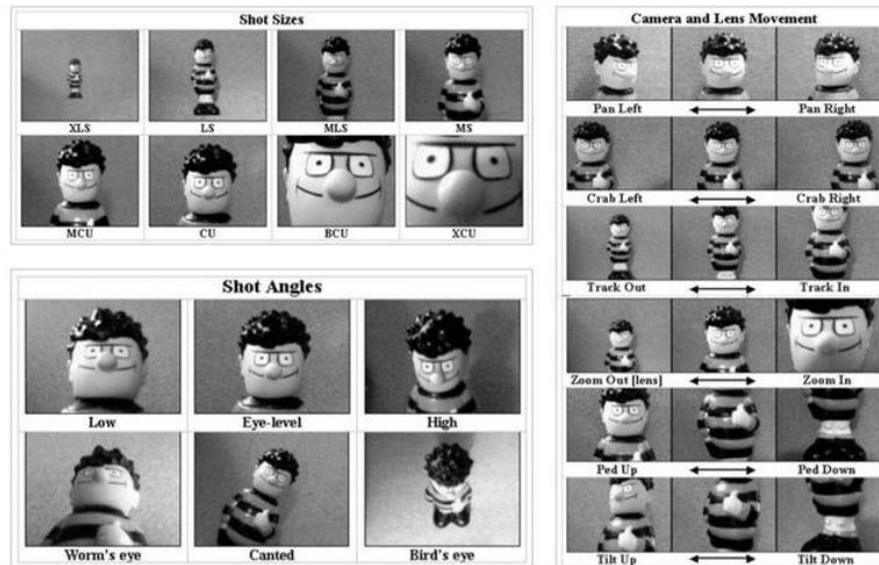 Shot Sizes
XLS LS MLS MS
MCU CU BCU XCU
Shot Angles
Low Eye-level High
Worm's eye Canted Bird's eye
Camera and Lens Movement
Pan Left Pan Right
Crab Left Crab Right
Track Out Track In
Zoom Out [lens] Zoom In
Ped Up Ped Down
Tilt Up Tilt Down